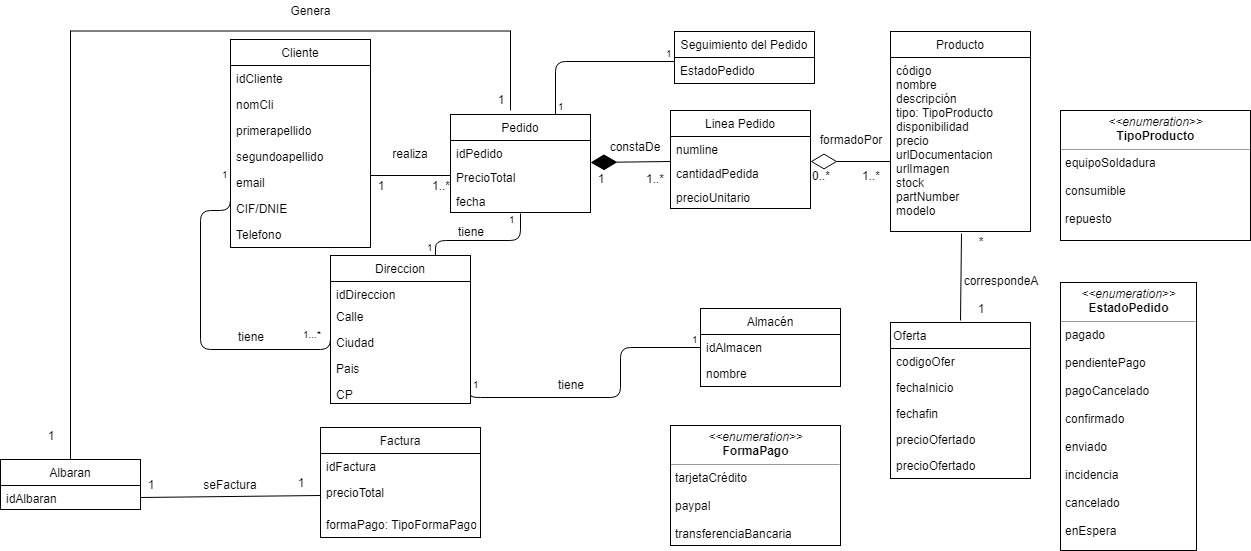 Genera
1
1
Cliente
idCliente
nomCli
primerapellido
segundoapellido
email
CIF/DNIE
Telefono
1
realiza
1
1..*
Pedido
idPedido
PrecioTotal
fecha
1
1
Seguimiento del Pedido
EstadoPedido
constaDe
1
1..*
Linea Pedido
numline
cantidadPedida
precioUnitario
formadoPor
0..*
1..*
Producto
código
nombre
descripción
tipo: TipoProducto
disponibilidad
precio
urlDocumentacion
urlImagen
stock
partNumber
modelo
<<enumeration>>
TipoProducto
equipoSoldadura
consumible
repuesto
1
tiene
1
Direccion
idDireccion
Calle
Ciudad
Pais
CP
tiene
1...*
1
tiene
1
Almacén
idAlmacen
nombre
*
correspondeA
1
Oferta
codigoOfer
fechaInicio
fechafin
precioOfertado
precioOfertado
<<enumeration>>
EstadoPedido
pagado
pendientePago
pagoCancelado
confirmado
enviado
incidencia
cancelado
enEspera
Albaran
idAlbaran
1
seFactura
1
Factura
idFactura
precioTotal
formaPago: TipoFormaPago
<<enumeration>>
FormaPago
tarjetaCrédito
paypal
transferenciaBancaria